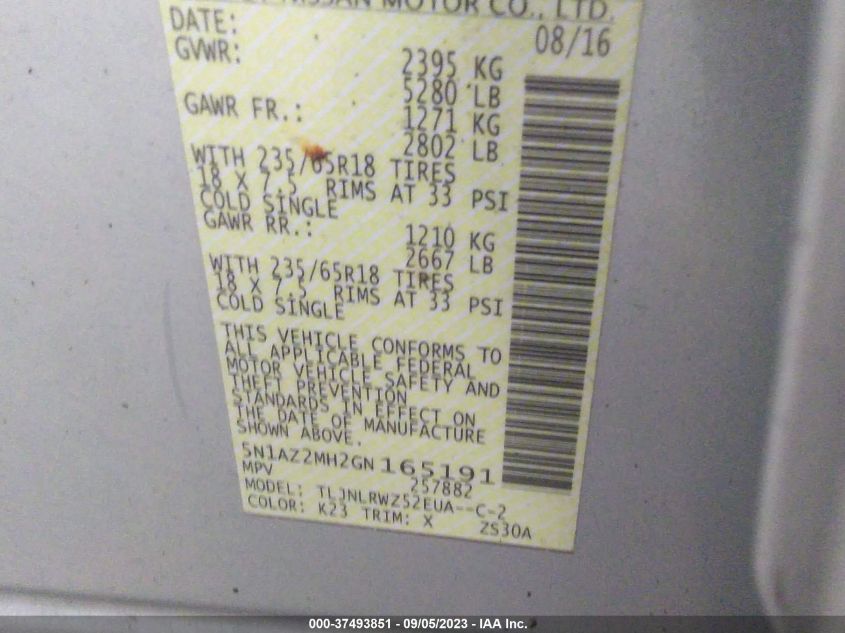 NISSAN MOTOR CO., LTD.
DATE: 08/16
GVWR: 2395 KG
5280 LB
GAWR FR.: 1271 KG
2802 LB
WITH 235/65R18 TIRES
18 X 7.5 RIMS AT 33 PSI
COLD SINGLE
GAWR RR.: 1210 KG
2667 LB
WITH 235/65R18 TIRES
18 X 7.5 RIMS AT 33 PSI
COLD SINGLE
THIS VEHICLE CONFORMS TO
ALL APPLICABLE FEDERAL
MOTOR VEHICLE SAFETY AND
THEFT PREVENTION
STANDARDS IN EFFECT ON
THE DATE OF MANUFACTURE
SHOWN ABOVE.
5N1AZ2MH2GN165191
MPV 257882
MODEL: TLJNLRWZ52EUA--C-2
COLOR: K23 TRIM: X ZS30A
000-37493851 - 09/05/2023 - IAA Inc.